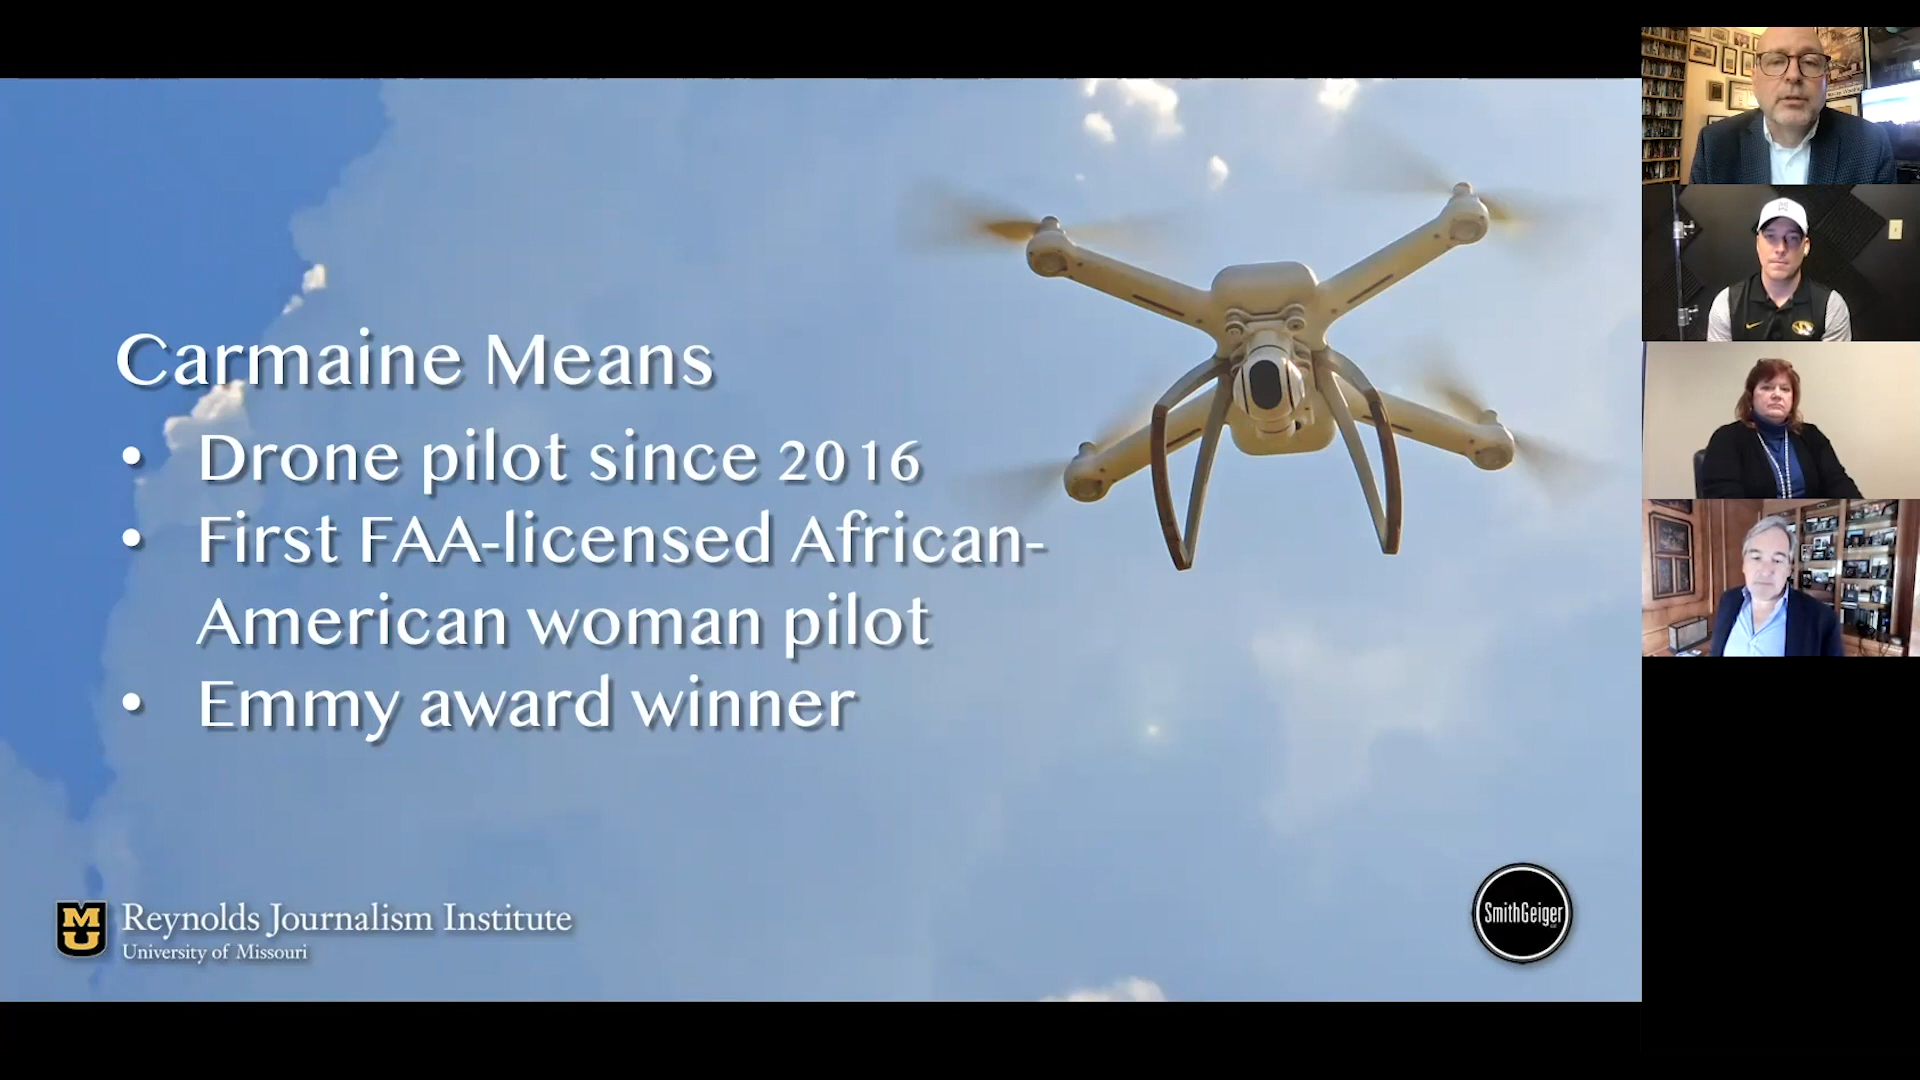 Carmaine Means
• Drone pilot since 2016
• First FAA-licensed African-
American woman pilot
• Emmy award winner
MU
Reynolds Journalism Institute
University of Missouri
SmithGeiger